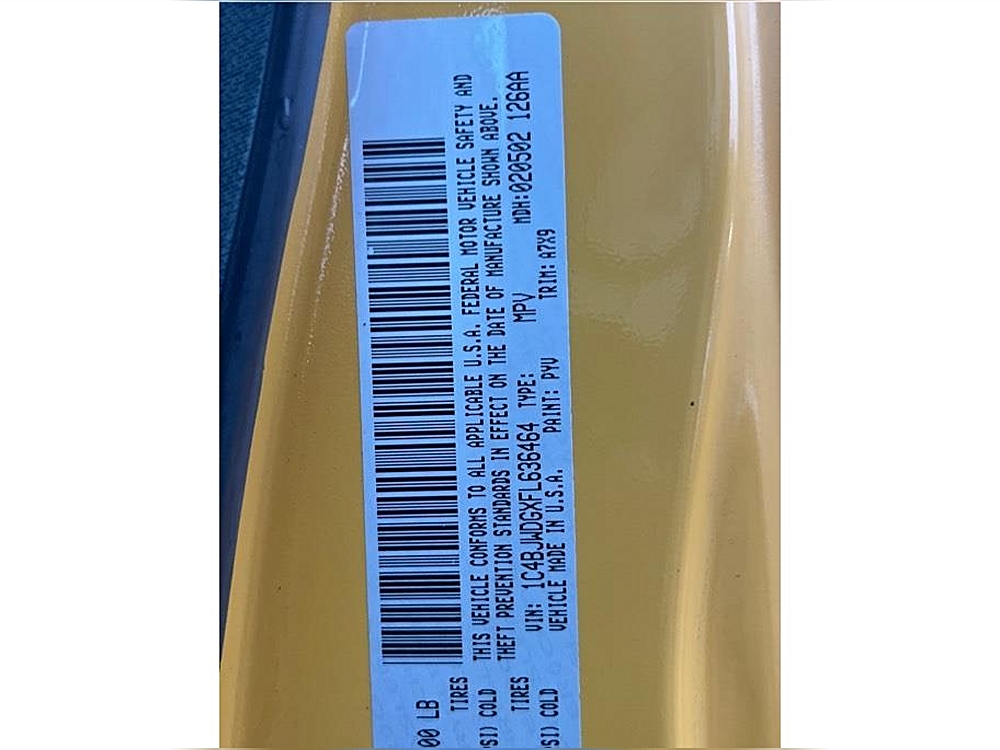 THIS VEHICLE CONFORMS TO ALL APPLICABLE U.S.A. FEDERAL MOTOR VEHICLE SAFETY AND
THEFT PREVENTION STANDARDS IN EFFECT ON THE DATE OF MANUFACTURE SHOWN ABOVE.
VIN: 1C4BJWDGXFL636464 TYPE: MPV MDH:020502 126AA
VEHICLE MADE IN U.S.A. PAINT: PYV TRIM: A7X9
00 LB
TIRES
SI) COLD
TIRES
SI) COLD